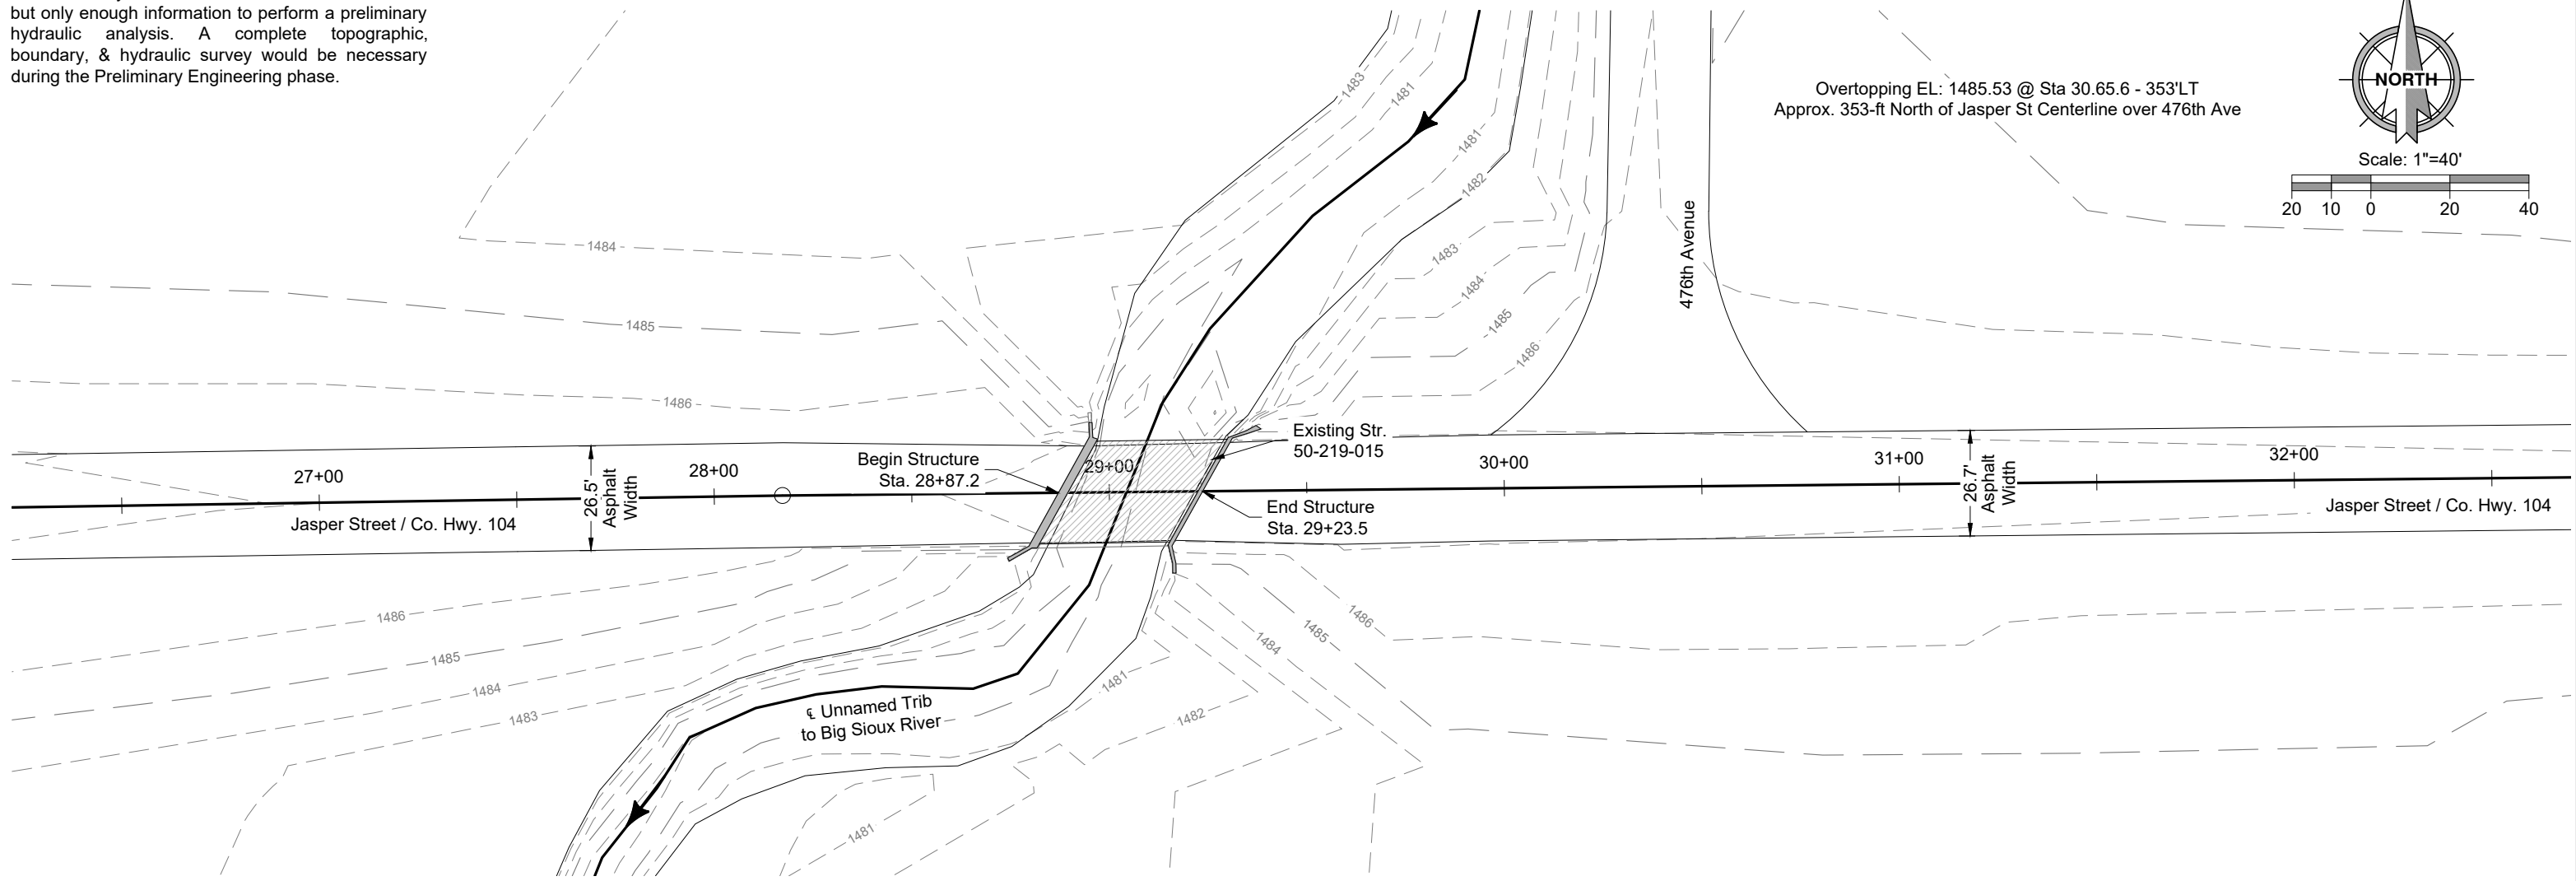 but only enough information to perform a preliminary
hydraulic analysis. A complete topographic,
boundary, & hydraulic survey would be necessary
during the Preliminary Engineering phase.
Overtopping EL: 1485.53 @ Sta 30.65.6 - 353'LT
Approx. 353-ft North of Jasper St Centerline over 476th Ave
NORTH
Scale: 1"=40'
20 10 0 20 40
1483
1481
1481
1482
1483
1484
1485
1486
476th Avenue
1484
1485
1486
27+00
28+00
29+00
30+00
31+00
32+00
26.5'
Asphalt
Width
Begin Structure
Sta. 28+87.2
Existing Str.
50-219-015
End Structure
Sta. 29+23.5
26.7'
Asphalt
Width
Jasper Street / Co. Hwy. 104
Jasper Street / Co. Hwy. 104
1486
1485
1484
1483
℄ Unnamed Trib
to Big Sioux River
1481
1482
1484
1485
1486
1481